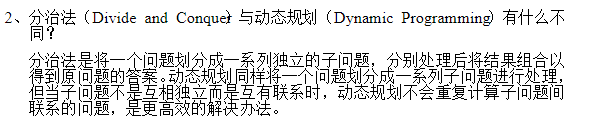 2、分治法（Divide and Conquer）与动态规划（Dynamic Programming）有什么不
同？
分治法是将一个问题划分成一系列独立的子问题，分别处理后将结果组合以
得到原问题的答案。动态规划同样将一个问题划分成一系列子问题进行处理，
但当子问题不是互相独立而是互有联系时，动态规划不会重复计算子问题间
联系的问题，是更高效的解决办法。